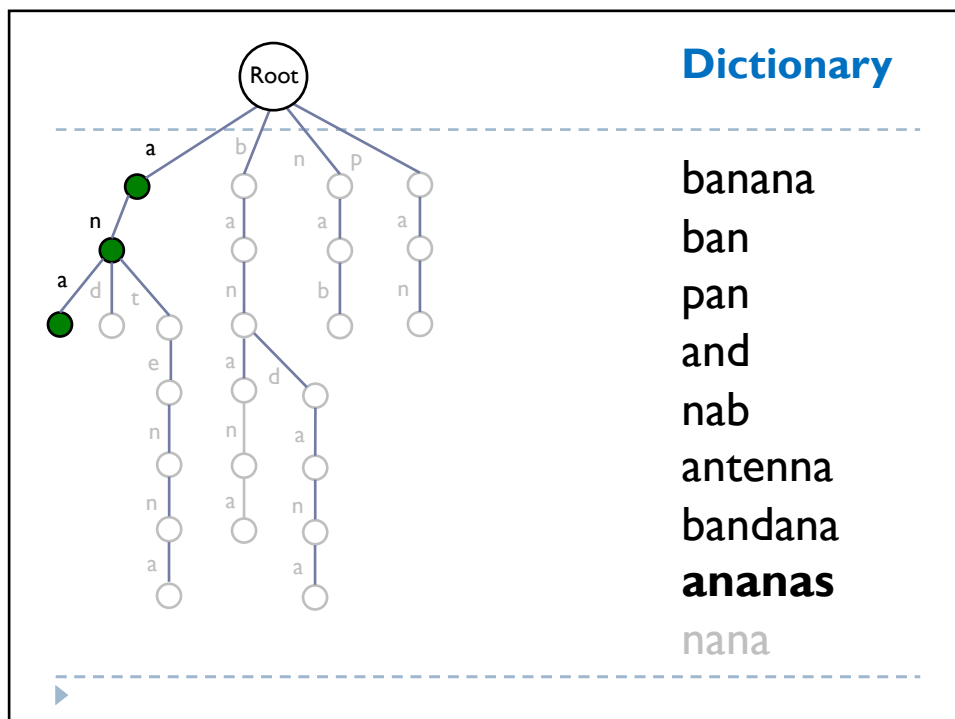 Root
Dictionary
a b n p
n a a a
a d t n b n
e a d
n n a
n a n
a a
banana
ban
pan
and
nab
antenna
bandana
ananas
nana